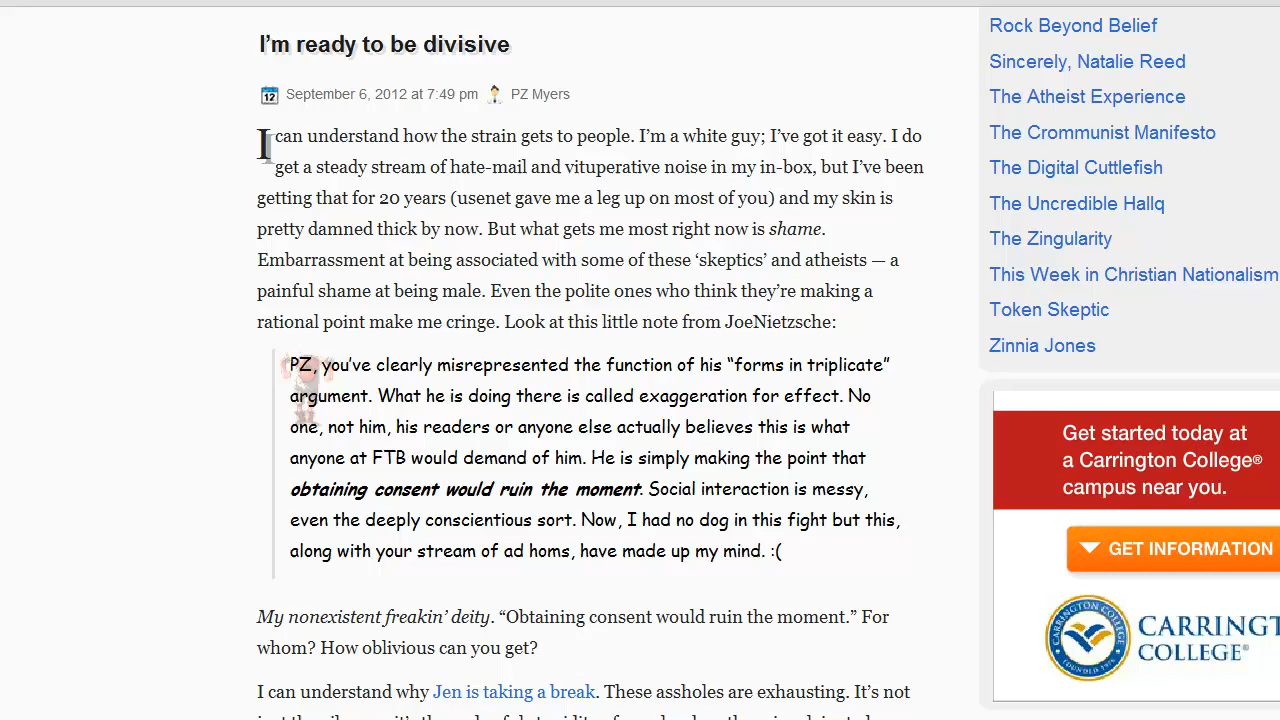 I'm ready to be divisive
September 6, 2012 at 7:49 pm PZ Myers
I can understand how the strain gets to people. I'm a white guy; I've got it easy. I do
get a steady stream of hate-mail and vituperative noise in my in-box, but I've been
getting that for 20 years (usenet gave me a leg up on most of you) and my skin is
pretty damned thick by now. But what gets me most right now is shame.
Embarrassment at being associated with some of these 'skeptics' and atheists — a
painful shame at being male. Even the polite ones who think they're making a
rational point make me cringe. Look at this little note from JoeNietzsche:
PZ, you've clearly misrepresented the function of his "forms in triplicate"
argument. What he is doing there is called exaggeration for effect. No
one, not him, his readers or anyone else actually believes this is what
anyone at FTB would demand of him. He is simply making the point that
obtaining consent would ruin the moment. Social interaction is messy,
even the deeply conscientious sort. Now, I had no dog in this fight but this,
along with your stream of ad homs, have made up my mind. :(
My nonexistent freakin' deity. "Obtaining consent would ruin the moment." For
whom? How oblivious can you get?
I can understand why Jen is taking a break. These assholes are exhausting. It's not
Rock Beyond Belief
Sincerely, Natalie Reed
The Atheist Experience
The Crommunist Manifesto
The Digital Cuttlefish
The Uncredible Hallq
The Zingularity
This Week in Christian Nationalism
Token Skeptic
Zinnia Jones
Get started today at
a Carrington College®
campus near you.
GET INFORMATION
CARRINGTON COLLEGE
FOUNDED 1976
CARRINGT
COLLEGE®
12